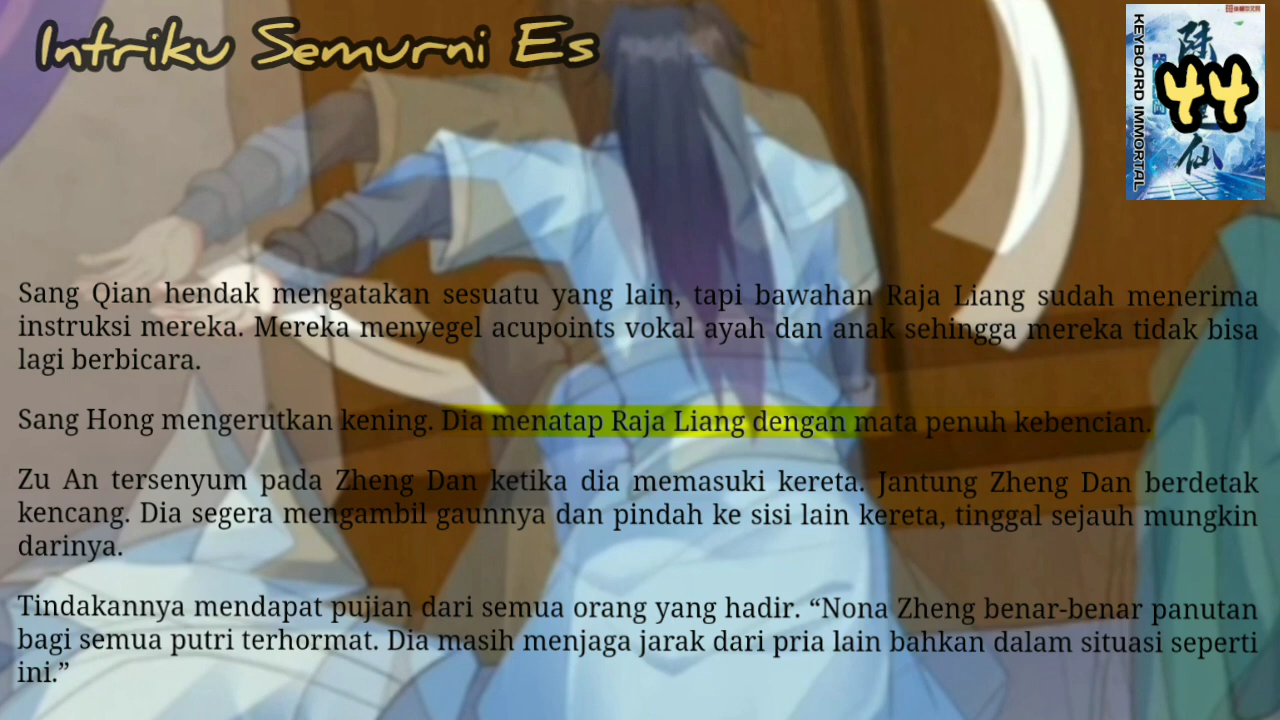 Intriku Semurni Es
KEYBOARD IMMORTAL
44
仙
Sang Qian hendak mengatakan sesuatu yang lain, tapi bawahan Raja Liang sudah menerima
instruksi mereka. Mereka menyegel acupoints vokal ayah dan anak sehingga mereka tidak bisa
lagi berbicara.
Sang Hong mengerutkan kening. Dia menatap Raja Liang dengan mata penuh kebencian.
Zu An tersenyum pada Zheng Dan ketika dia memasuki kereta. Jantung Zheng Dan berdetak
kencang. Dia segera mengambil gaunnya dan pindah ke sisi lain kereta, tinggal sejauh mungkin
darinya.
Tindakannya mendapat pujian dari semua orang yang hadir. “Nona Zheng benar-benar panutan
bagi semua putri terhormat. Dia masih menjaga jarak dari pria lain bahkan dalam situasi seperti
ini.”